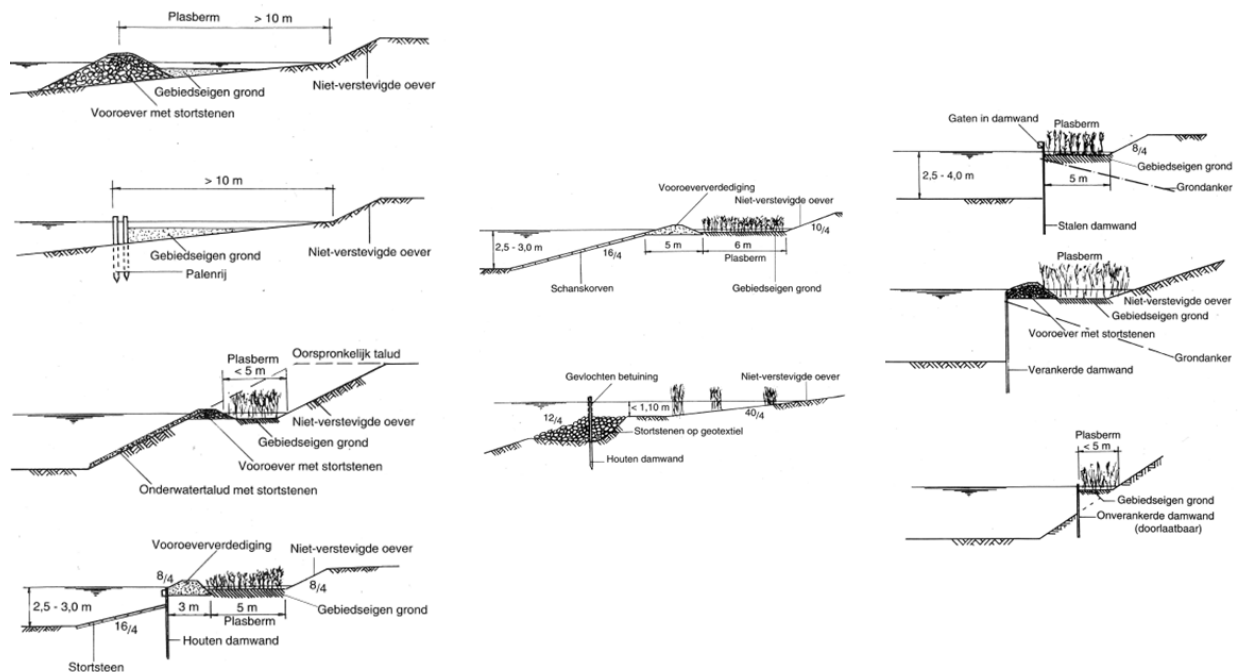 Plasberm > 10 m
Gebiedseigen grond
Niet-verstevigde oever
Vooroever met stortstenen
> 10 m
Gebiedseigen grond
Niet-verstevigde oever
Palenrij
Oorspronkelijk talud
Plasberm
< 5 m
Niet-verstevigde oever
Gebiedseigen grond
Vooroever met stortstenen
Onderwatertalud met stortstenen
Vooroeververdediging
Niet-verstevigde oever
8/4
8/4
2,5 - 3,0 m
3 m
5 m
Gebiedseigen grond
Plasberm
16/4
Houten damwand
Stortsteen
Vooroeververdediging
Niet-verstevigde oever
10/4
2,5 - 3,0 m
16/4
5 m
6 m
Plasberm
Schanskorven
Gebiedseigen grond
Gevlochten betuining
Niet-verstevigde oever
< 1,10 m
12/4
40/4
Stortstenen op geotextiel
Houten damwand
Gaten in damwand
Plasberm
8/4
Gebiedseigen grond
2,5 - 4,0 m
5 m
Grondanker
Stalen damwand
Plasberm
Niet-verstevigde oever
Gebiedseigen grond
Vooroever met stortstenen
Grondanker
Verankerde damwand
Plasberm
< 5 m
Gebiedseigen grond
Onverankerde damwand
(doorlaatbaar)